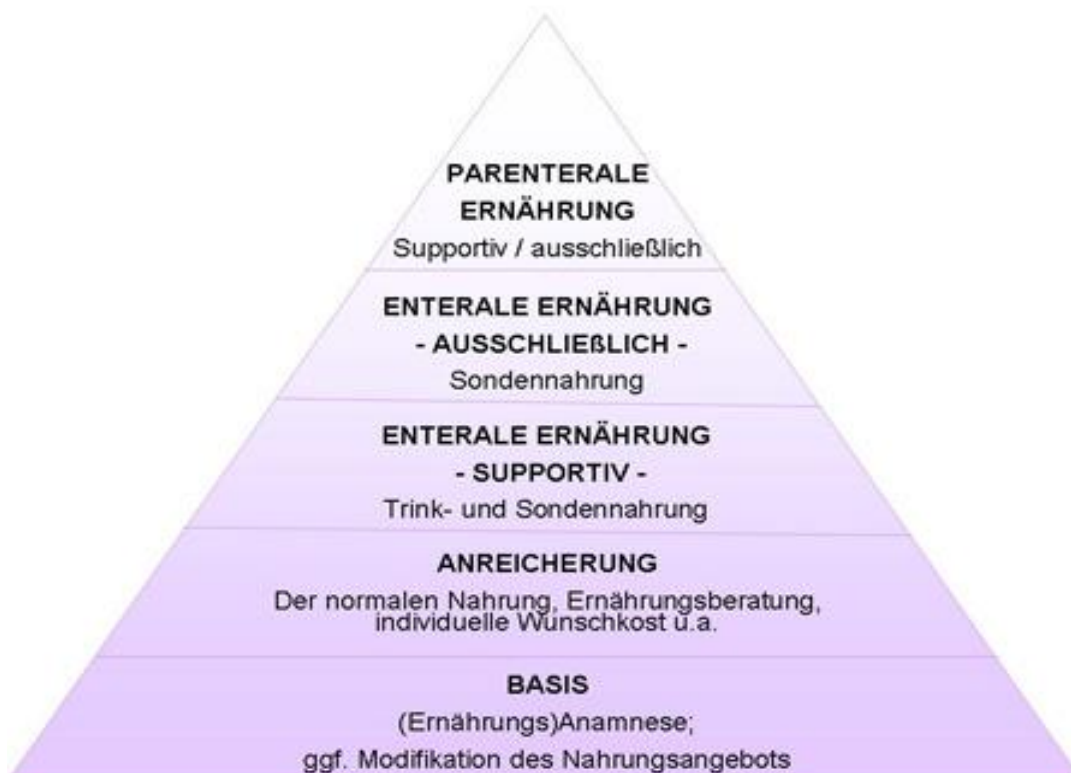 PARENTERALE
ERNÄHRUNG
Supportiv / ausschließlich
ENTERALE ERNÄHRUNG
- AUSSCHLIEßLICH -
Sondennahrung
ENTERALE ERNÄHRUNG
- SUPPORTIV -
Trink- und Sondennahrung
ANREICHERUNG
Der normalen Nahrung, Ernährungsberatung,
individuelle Wunschkost u.a.
BASIS
(Ernährungs)Anamnese;
ggf. Modifikation des Nahrungsangebots